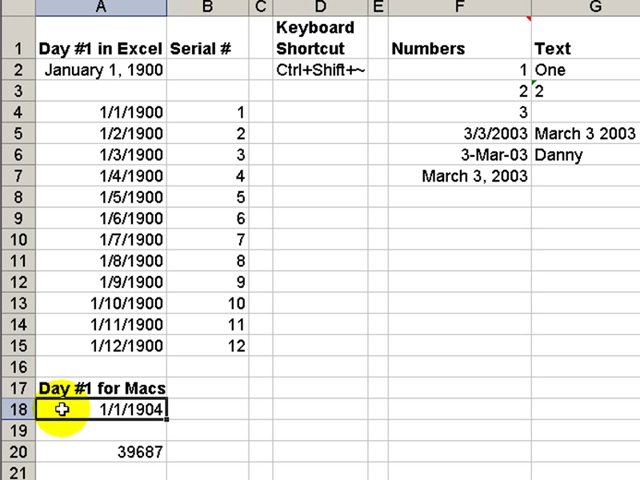 A B C D E F G
Keyboard
1 Day #1 in Excel Serial # Shortcut Numbers Text
2 January 1, 1900 Ctrl+Shift+~ 1 One
3 2 2
4 1/1/1900 1 3
5 1/2/1900 2 3/3/2003 March 3 2003
6 1/3/1900 3 3-Mar-03 Danny
7 1/4/1900 4 March 3, 2003
8 1/5/1900 5
9 1/6/1900 6
10 1/7/1900 7
11 1/8/1900 8
12 1/9/1900 9
13 1/10/1900 10
14 1/11/1900 11
15 1/12/1900 12
16
17 Day #1 for Macs
18 1/1/1904
19
20 39687
21